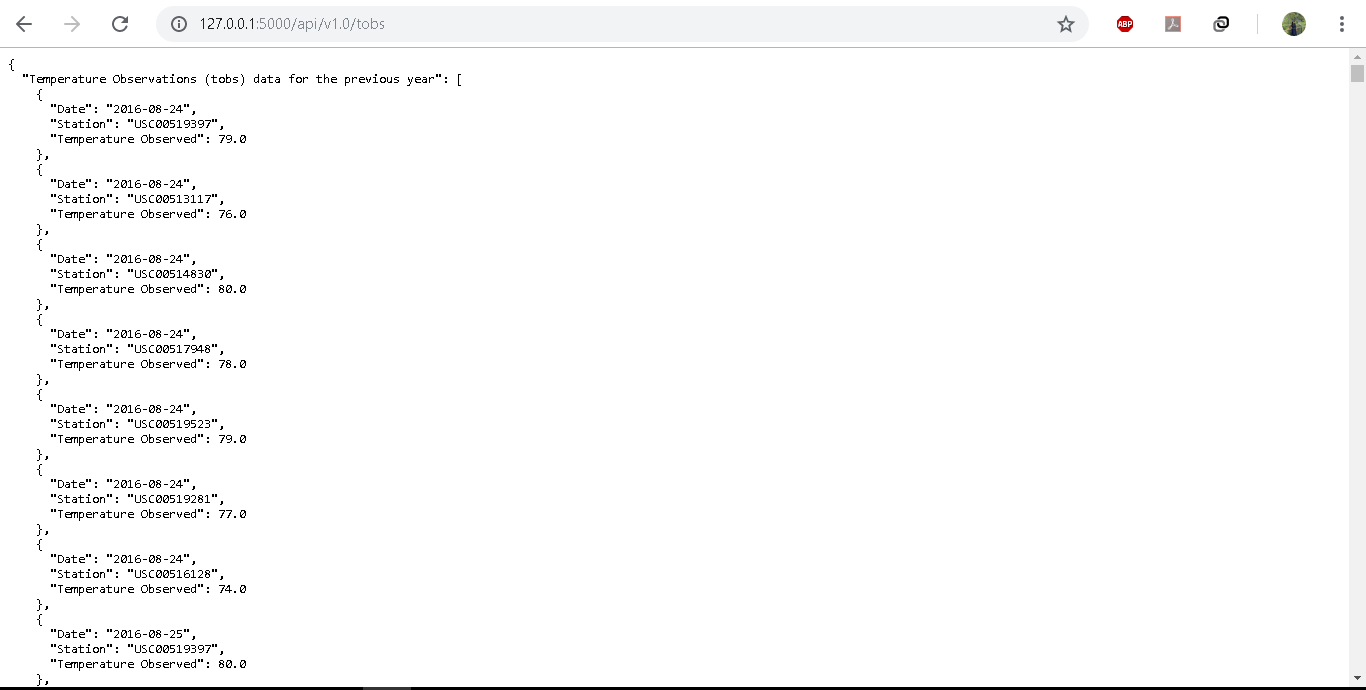 127.0.0.1:5000/api/v1.0/tobs
ABP
{
"Temperature Observations (tobs) data for the previous year": [
{
"Date": "2016-08-24",
"Station": "USC00519397",
"Temperature Observed": 79.0
},
{
"Date": "2016-08-24",
"Station": "USC00513117",
"Temperature Observed": 76.0
},
{
"Date": "2016-08-24",
"Station": "USC00514830",
"Temperature Observed": 80.0
},
{
"Date": "2016-08-24",
"Station": "USC00517948",
"Temperature Observed": 78.0
},
{
"Date": "2016-08-24",
"Station": "USC00519523",
"Temperature Observed": 79.0
},
{
"Date": "2016-08-24",
"Station": "USC00519281",
"Temperature Observed": 77.0
},
{
"Date": "2016-08-24",
"Station": "USC00516128",
"Temperature Observed": 74.0
},
{
"Date": "2016-08-25",
"Station": "USC00519397",
"Temperature Observed": 80.0
},